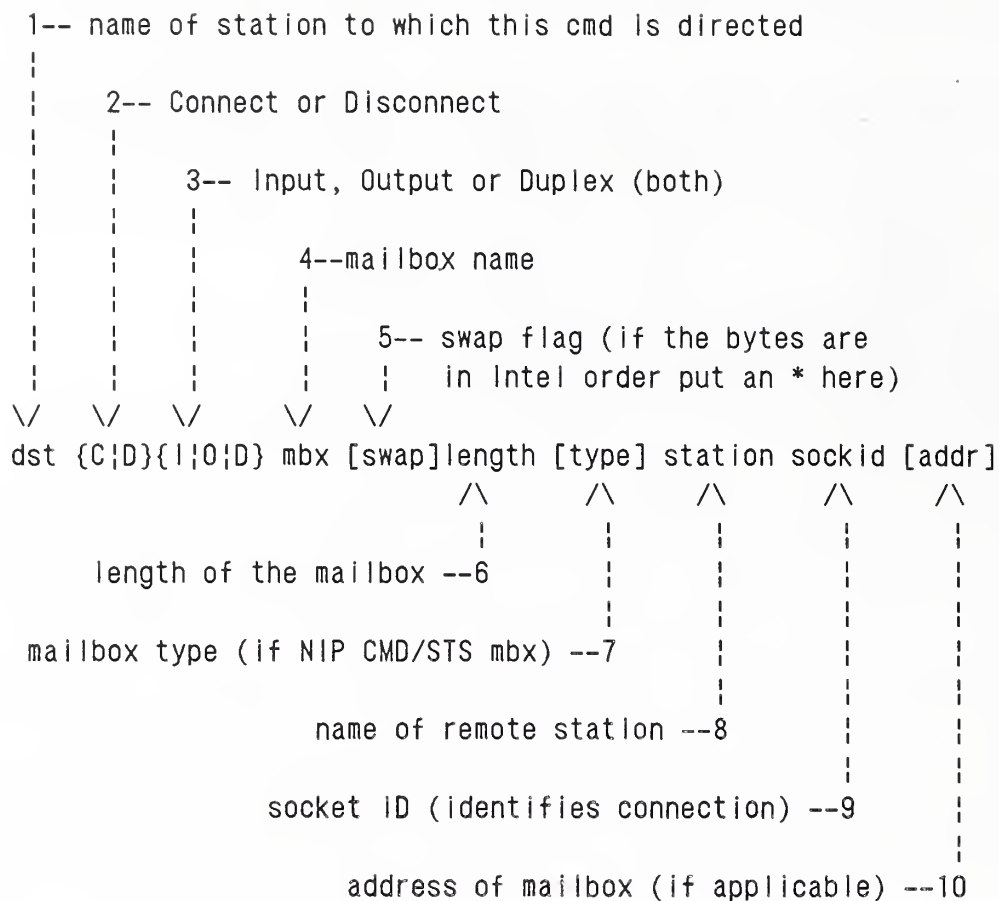 1-- name of station to which this cmd is directed
2-- Connect or Disconnect
3-- Input, Output or Duplex (both)
4--mailbox name
5-- swap flag (if the bytes are
in Intel order put an * here)
\/ \/ \/ \/ \/
dst {C¦D}{I¦O¦D} mbx [swap]length [type] station sockid [addr]
/\ /\ /\ /\ /\
length of the mailbox --6
mailbox type (if NIP CMD/STS mbx) --7
name of remote station --8
socket ID (identifies connection) --9
address of mailbox (if applicable) --10